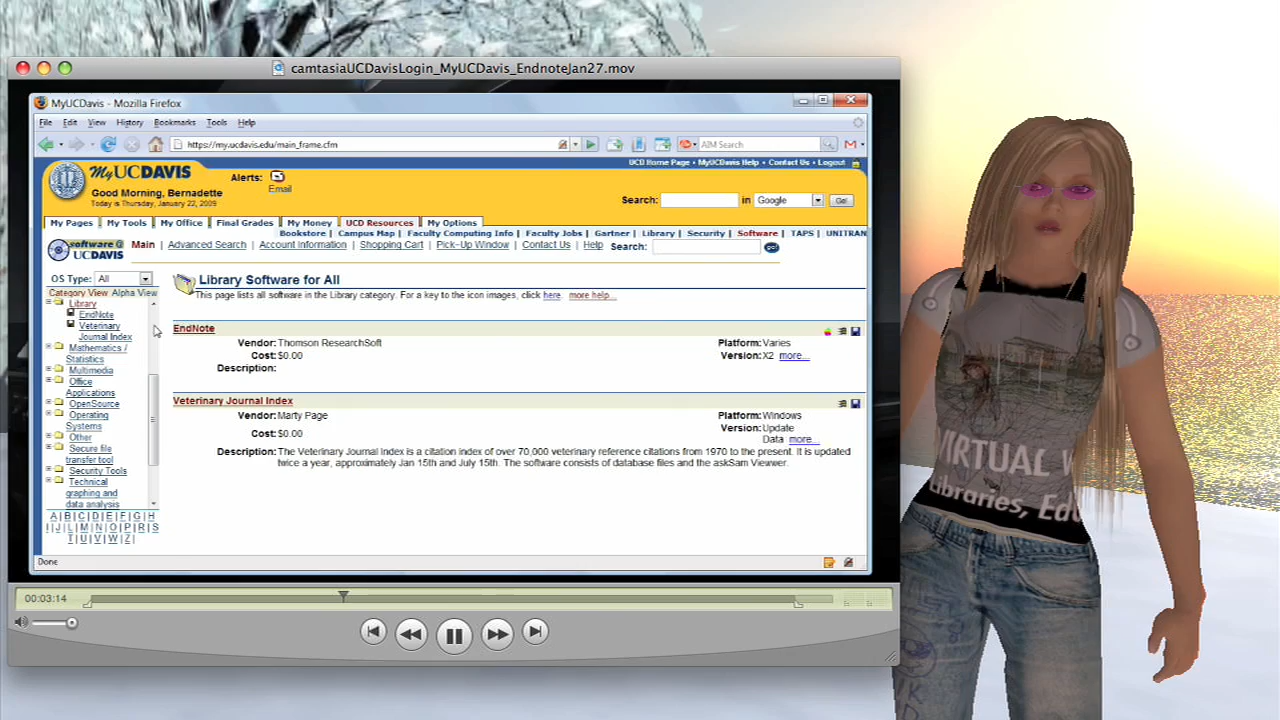 camtasiaUCDavisLogin_MyUCDavis_EndnoteJan27.mov
MyUCDavis - Mozilla Firefox
File Edit View History Bookmarks Tools Help
https://my.ucdavis.edu/main_frame.cfm AIM Search
UCD Home Page • MyUCDavis Help • Contact Us • Logout
My UCDAVIS
Alerts:
Email
Good Morning, Bernadette
Today is Thursday, January 22, 2009
Search: in Google Go!
My Pages My Tools My Office Final Grades My Money UCD Resources My Options
Bookstore | Campus Map | Faculty Computing Info | Faculty Jobs | Gartner | Library | Security | Software | TAPS | UNITRAN
software @
UC DAVIS
Main | Advanced Search | Account Information | Shopping Cart | Pick-Up Window | Contact Us | Help Search: go!
OS Type: All
Category View Alpha View
Library
EndNote
Veterinary
Journal Index
Mathematics /
Statistics
Multimedia
Office
Applications
OpenSource
Operating
Systems
Other
Secure file
transfer tool
Security Tools
Technical
graphing and
data analysis
A | B | C | D | E | F | G | H
I | J | L | M | N | O | P | R | S
T | U | V | W | Z |
Library Software for All
This page lists all software in the Library category. For a key to the icon images, click here. more help...
EndNote
Vendor: Thomson ResearchSoft Platform: Varies
Cost: $0.00 Version: X2 more...
Description:
Veterinary Journal Index
Vendor: Marty Page Platform: Windows
Cost: $0.00 Version: Update
Data more...
Description: The Veterinary Journal Index is a citation index of over 70,000 veterinary reference citations from 1970 to the present. It is updated
twice a year, approximately Jan 15th and July 15th. The software consists of database files and the askSam Viewwer.
Done
00:03:14
VIRTUAL W
Libraries, Edu